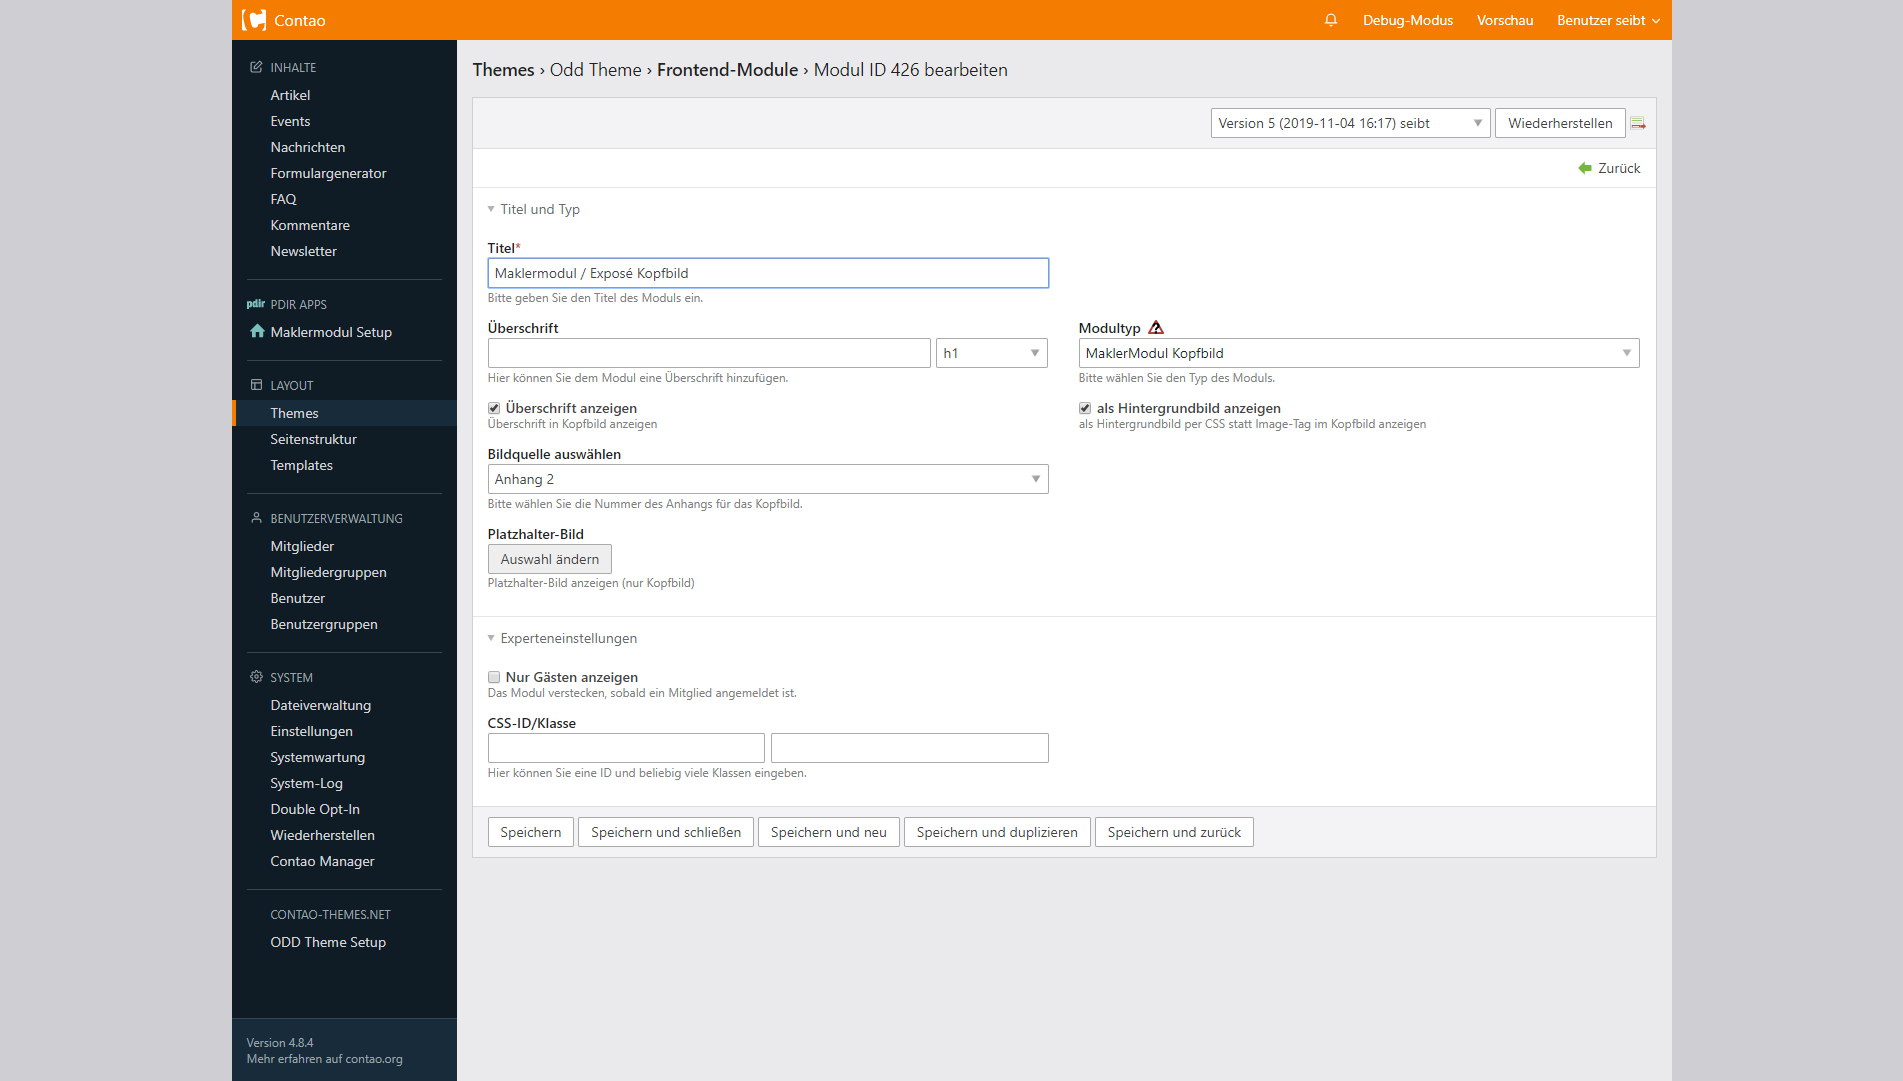 Contao
Debug-Modus
Vorschau
Benutzer seibt
INHALTE
Artikel
Events
Nachrichten
Formulargenerator
FAQ
Kommentare
Newsletter
pdir PDIR APPS
Maklermodul Setup
LAYOUT
Themes
Seitenstruktur
Templates
BENUTZERVERWALTUNG
Mitglieder
Mitgliedergruppen
Benutzer
Benutzergruppen
SYSTEM
Dateiverwaltung
Einstellungen
Systemwartung
System-Log
Double Opt-In
Wiederherstellen
Contao Manager
CONTAO-THEMES.NET
ODD Theme Setup
Version 4.8.4
Mehr erfahren auf contao.org
Themes › Odd Theme › Frontend-Module › Modul ID 426 bearbeiten
Version 5 (2019-11-04 16:17) seibt
Wiederherstellen
Zurück
Titel und Typ
Titel*
Maklermodul / Exposé Kopfbild
Bitte geben Sie den Titel des Moduls ein.
Überschrift
h1
Hier können Sie dem Modul eine Überschrift hinzufügen.
Modultyp
MaklerModul Kopfbild
Bitte wählen Sie den Typ des Moduls.
Überschrift anzeigen
Überschrift in Kopfbild anzeigen
als Hintergrundbild anzeigen
als Hintergrundbild per CSS statt Image-Tag im Kopfbild anzeigen
Bildquelle auswählen
Anhang 2
Bitte wählen Sie die Nummer des Anhangs für das Kopfbild.
Platzhalter-Bild
Auswahl ändern
Platzhalter-Bild anzeigen (nur Kopfbild)
Experteneinstellungen
Nur Gästen anzeigen
Das Modul verstecken, sobald ein Mitglied angemeldet ist.
CSS-ID/Klasse
Hier können Sie eine ID und beliebig viele Klassen eingeben.
Speichern
Speichern und schließen
Speichern und neu
Speichern und duplizieren
Speichern und zurück